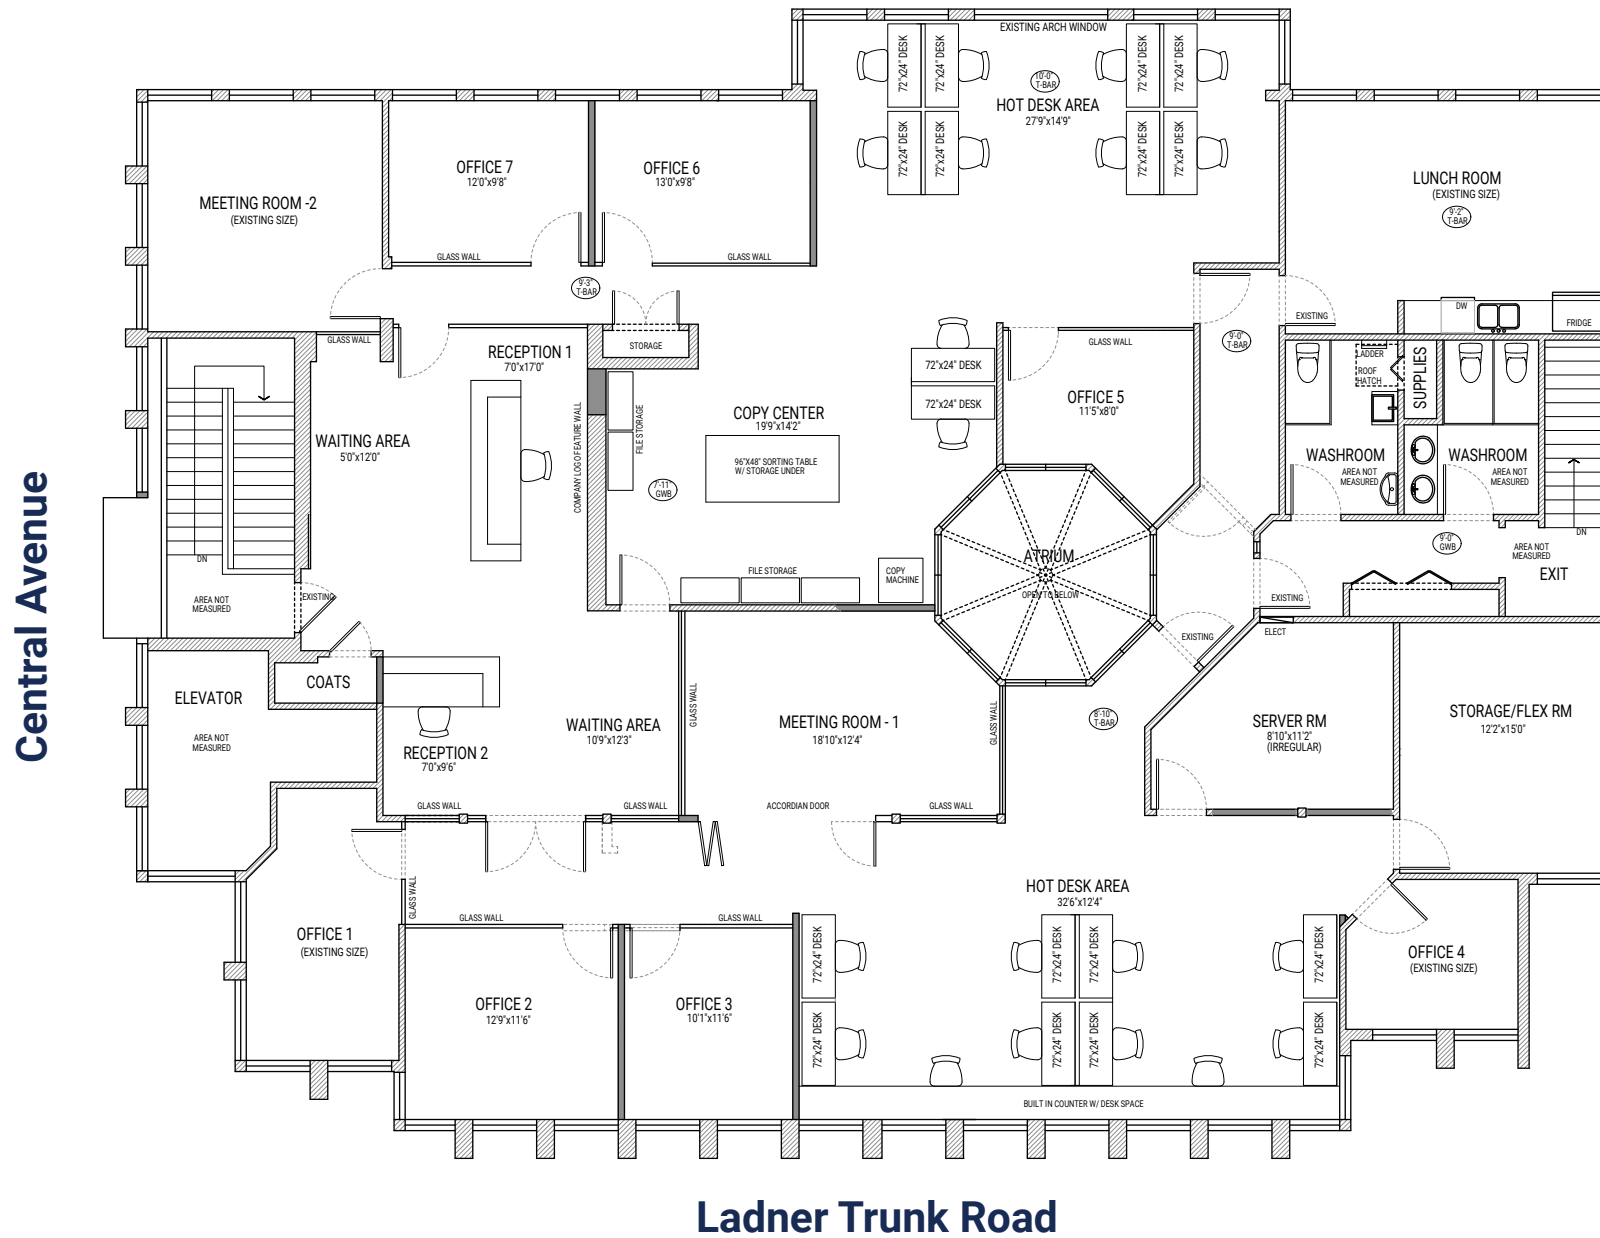 EXISTING ARCH WINDOW
72"x24" DESK
72"x24" DESK
72"x24" DESK
72"x24" DESK
10'-0"
T-BAR
HOT DESK AREA
27'9"x14'9"
72"x24" DESK
72"x24" DESK
72"x24" DESK
72"x24" DESK
MEETING ROOM -2
(EXISTING SIZE)
OFFICE 7
12'0"x9'8"
GLASS WALL
OFFICE 6
13'0"x9'8"
GLASS WALL
LUNCH ROOM
(EXISTING SIZE)
9'-2"
T-BAR
9'-3"
T-BAR
DW
FRIDGE
EXISTING
GLASS WALL
RECEPTION 1
7'0"x17'0"
STORAGE
9'-0"
T-BAR
GLASS WALL
72"x24" DESK
72"x24" DESK
OFFICE 5
11'5"x8'0"
LADDER
ROOF
HATCH
SUPPLIES
WAITING AREA
5'0"x12'0"
COMPANY LOGO FEATURE WALL
FILE STORAGE
COPY CENTER
19'9"x14'2"
96"X48" SORTING TABLE
W/ STORAGE UNDER
7'-11"
GWB
WASHROOM
AREA NOT
MEASURED
WASHROOM
AREA NOT
MEASURED
DN
DN
AREA NOT
MEASURED
EXISTING
FILE STORAGE
COPY
MACHINE
ATRIUM
OPEN TO BELOW
9'-0"
GWB
AREA NOT
MEASURED
EXIT
EXISTING
EXISTING
ELECT
Central Avenue
ELEVATOR
AREA NOT
MEASURED
COATS
RECEPTION 2
7'0"x9'6"
WAITING AREA
10'9"x12'3"
GLASS WALL
MEETING ROOM - 1
18'10"x12'4"
GLASS WALL
8'-10"
T-BAR
SERVER RM
8'10"x11'2"
(IRREGULAR)
STORAGE/FLEX RM
12'2"x15'0"
GLASS WALL
GLASS WALL
ACCORDIAN DOOR
GLASS WALL
GLASS WALL
GLASS WALL
GLASS WALL
HOT DESK AREA
32'6"x12'4"
OFFICE 1
(EXISTING SIZE)
OFFICE 2
12'9"x11'6"
OFFICE 3
10'1"x11'6"
72"x24" DESK
72"x24" DESK
72"x24" DESK
72"x24" DESK
72"x24" DESK
72"x24" DESK
72"x24" DESK
72"x24" DESK
OFFICE 4
(EXISTING SIZE)
BUILT IN COUNTER W/ DESK SPACE
Ladner Trunk Road